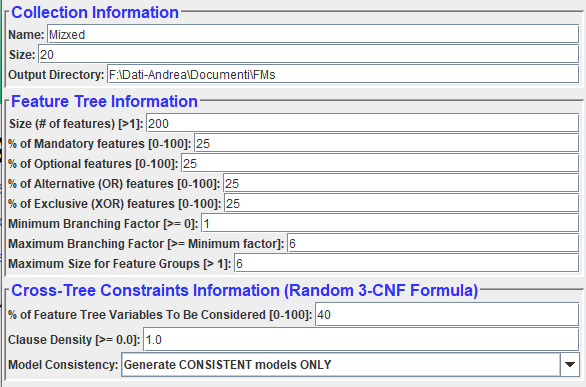 Collection Information
Name: Mizxed
Size: 20
Output Directory: F:\Dati-Andrea\Documenti\FMs
Feature Tree Information
Size (# of features) [>1]: 200
% of Mandatory features [0-100]: 25
% of Optional features [0-100]: 25
% of Alternative (OR) features [0-100]: 25
% of Exclusive (XOR) features [0-100]: 25
Minimum Branching Factor [>= 0]: 1
Maximum Branching Factor [>= Minimum factor]: 6
Maximum Size for Feature Groups [> 1]: 6
Cross-Tree Constraints Information (Random 3-CNF Formula)
% of Feature Tree Variables To Be Considered [0-100]: 40
Clause Density [>= 0.0]: 1.0
Model Consistency: Generate CONSISTENT models ONLY